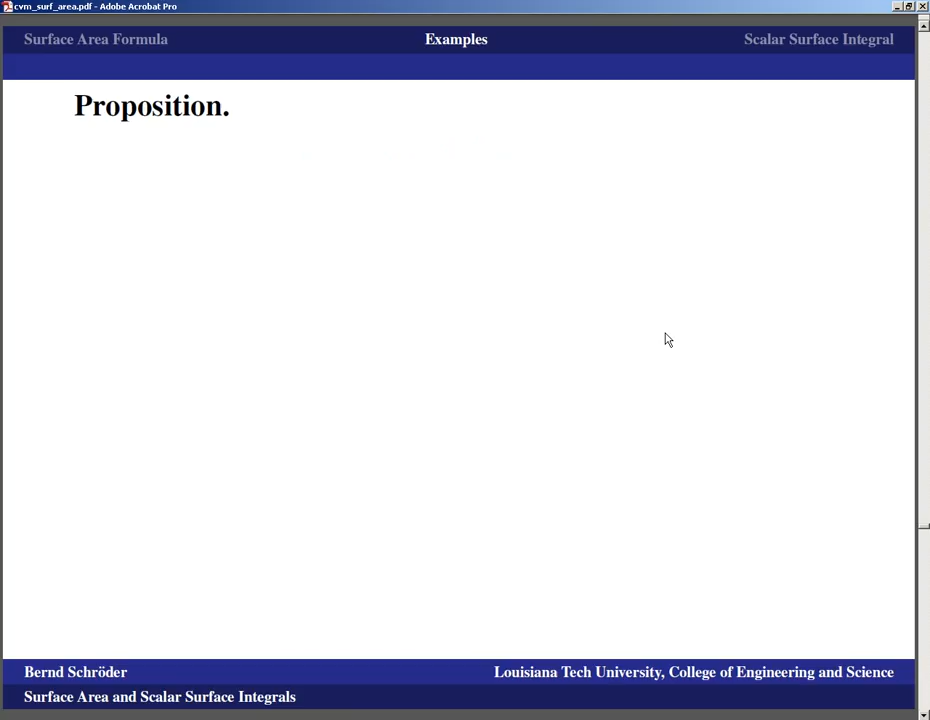 cvm_surf_area.pdf - Adobe Acrobat Pro
Surface Area Formula
Examples
Scalar Surface Integral
Proposition.
Bernd Schröder
Louisiana Tech University, College of Engineering and Science
Surface Area and Scalar Surface Integrals